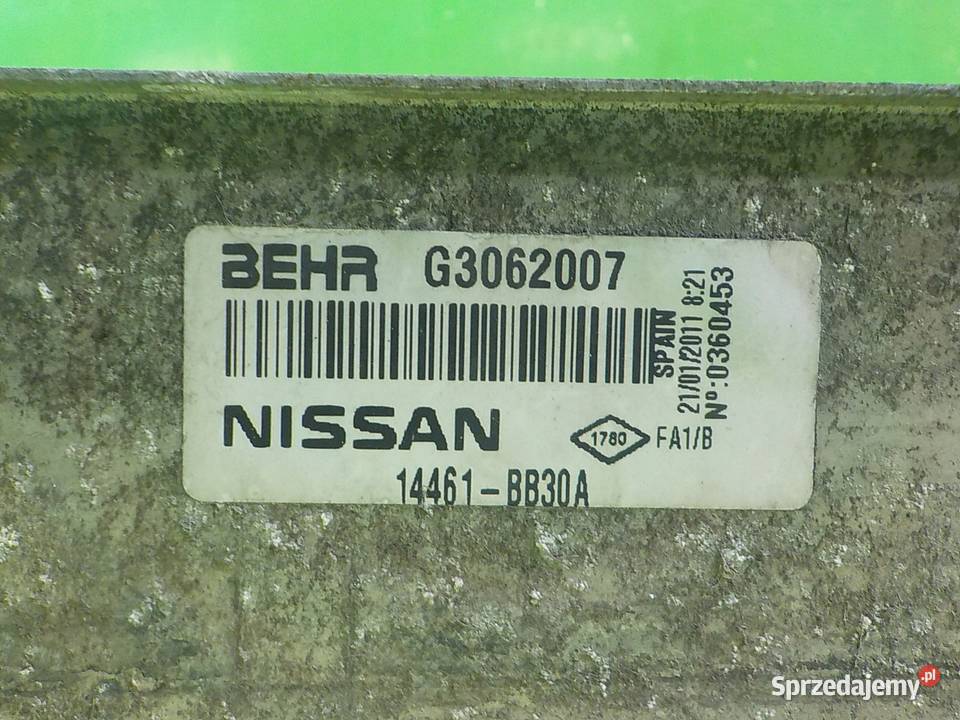 BEHR G3062007
SPAIN
21/01/2011 8:21
Nº:0360453
NISSAN 1780 FA1/B
14461-BB30A
Sprzedajemy.pl